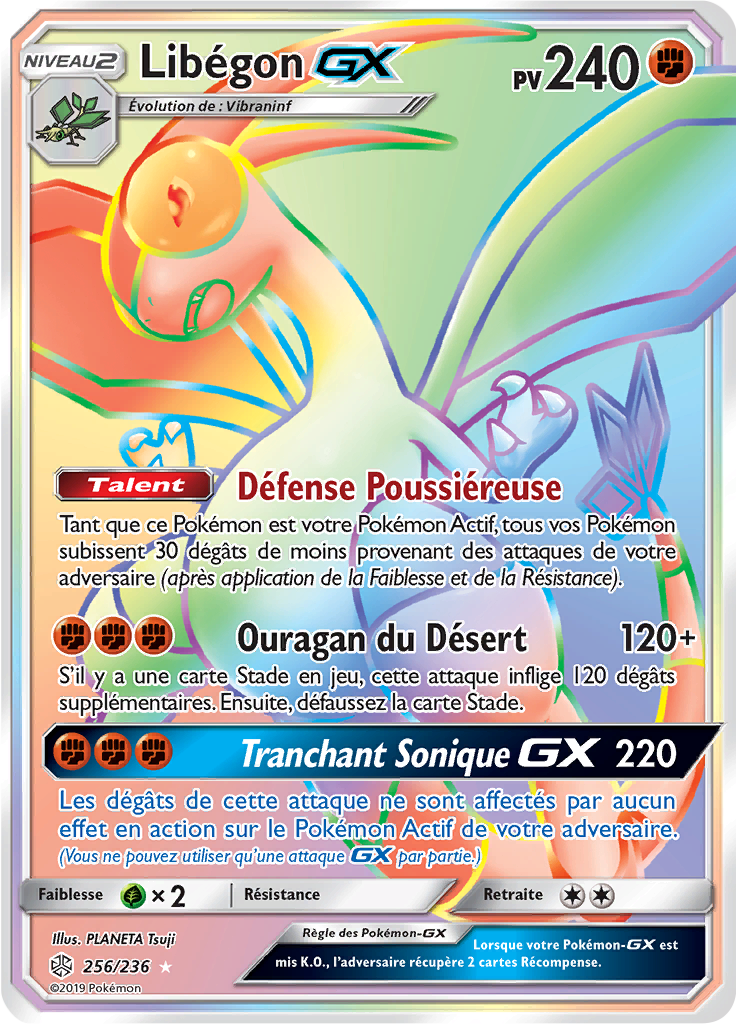 NIVEAU2
Libégon GX
PV240
Évolution de : Vibraninf
Talent
Défense Poussiéreuse
Tant que ce Pokémon est votre Pokémon Actif, tous vos Pokémon
subissent 30 dégâts de moins provenant des attaques de votre
adversaire (après application de la Faiblesse et de la Résistance).
Ouragan du Désert 120+
S'il y a une carte Stade en jeu, cette attaque inflige 120 dégâts
supplémentaires. Ensuite, défaussez la carte Stade.
Tranchant Sonique GX 220
Les dégâts de cette attaque ne sont affectés par aucun
effet en action sur le Pokémon Actif de votre adversaire.
(Vous ne pouvez utiliser qu'une attaque GX par partie.)
Faiblesse ×2 Résistance Retraite
Illus. PLANETA Tsuji
256/236
©2019 Pokémon
Règle des Pokémon-GX
Lorsque votre Pokémon-GX est
mis K.O., l'adversaire récupère 2 cartes Récompense.